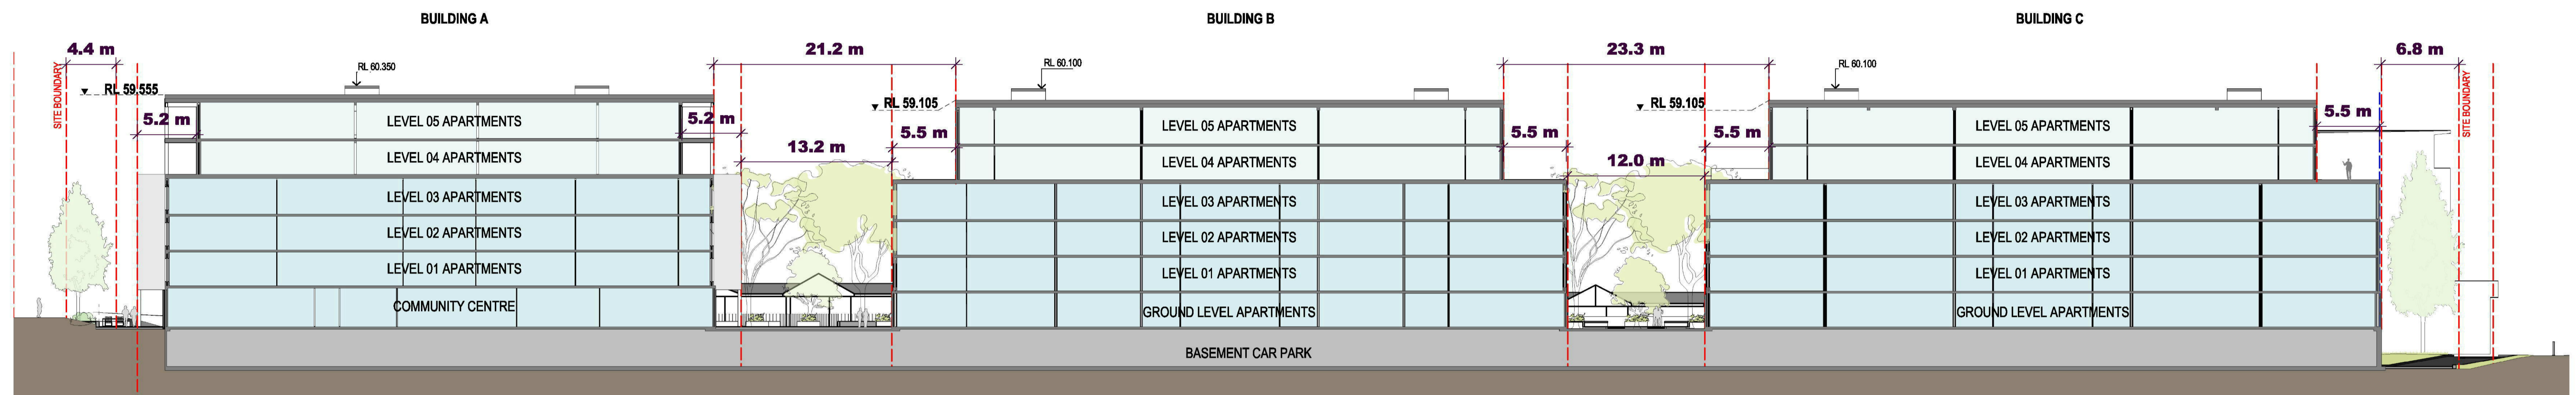 BUILDING A
BUILDING B
BUILDING C
4.4 m
21.2 m
23.3 m
6.8 m
SITE BOUNDARY
RL 60.350
RL 60.100
RL 60.100
SITE BOUNDARY
RL 59.555
RL 59.105
RL 59.105
5.2 m
5.2 m
5.5 m
5.5 m
5.5 m
5.5 m
13.2 m
12.0 m
LEVEL 05 APARTMENTS
LEVEL 04 APARTMENTS
LEVEL 03 APARTMENTS
LEVEL 02 APARTMENTS
LEVEL 01 APARTMENTS
COMMUNITY CENTRE
LEVEL 05 APARTMENTS
LEVEL 04 APARTMENTS
LEVEL 03 APARTMENTS
LEVEL 02 APARTMENTS
LEVEL 01 APARTMENTS
GROUND LEVEL APARTMENTS
LEVEL 05 APARTMENTS
LEVEL 04 APARTMENTS
LEVEL 03 APARTMENTS
LEVEL 02 APARTMENTS
LEVEL 01 APARTMENTS
GROUND LEVEL APARTMENTS
BASEMENT CAR PARK